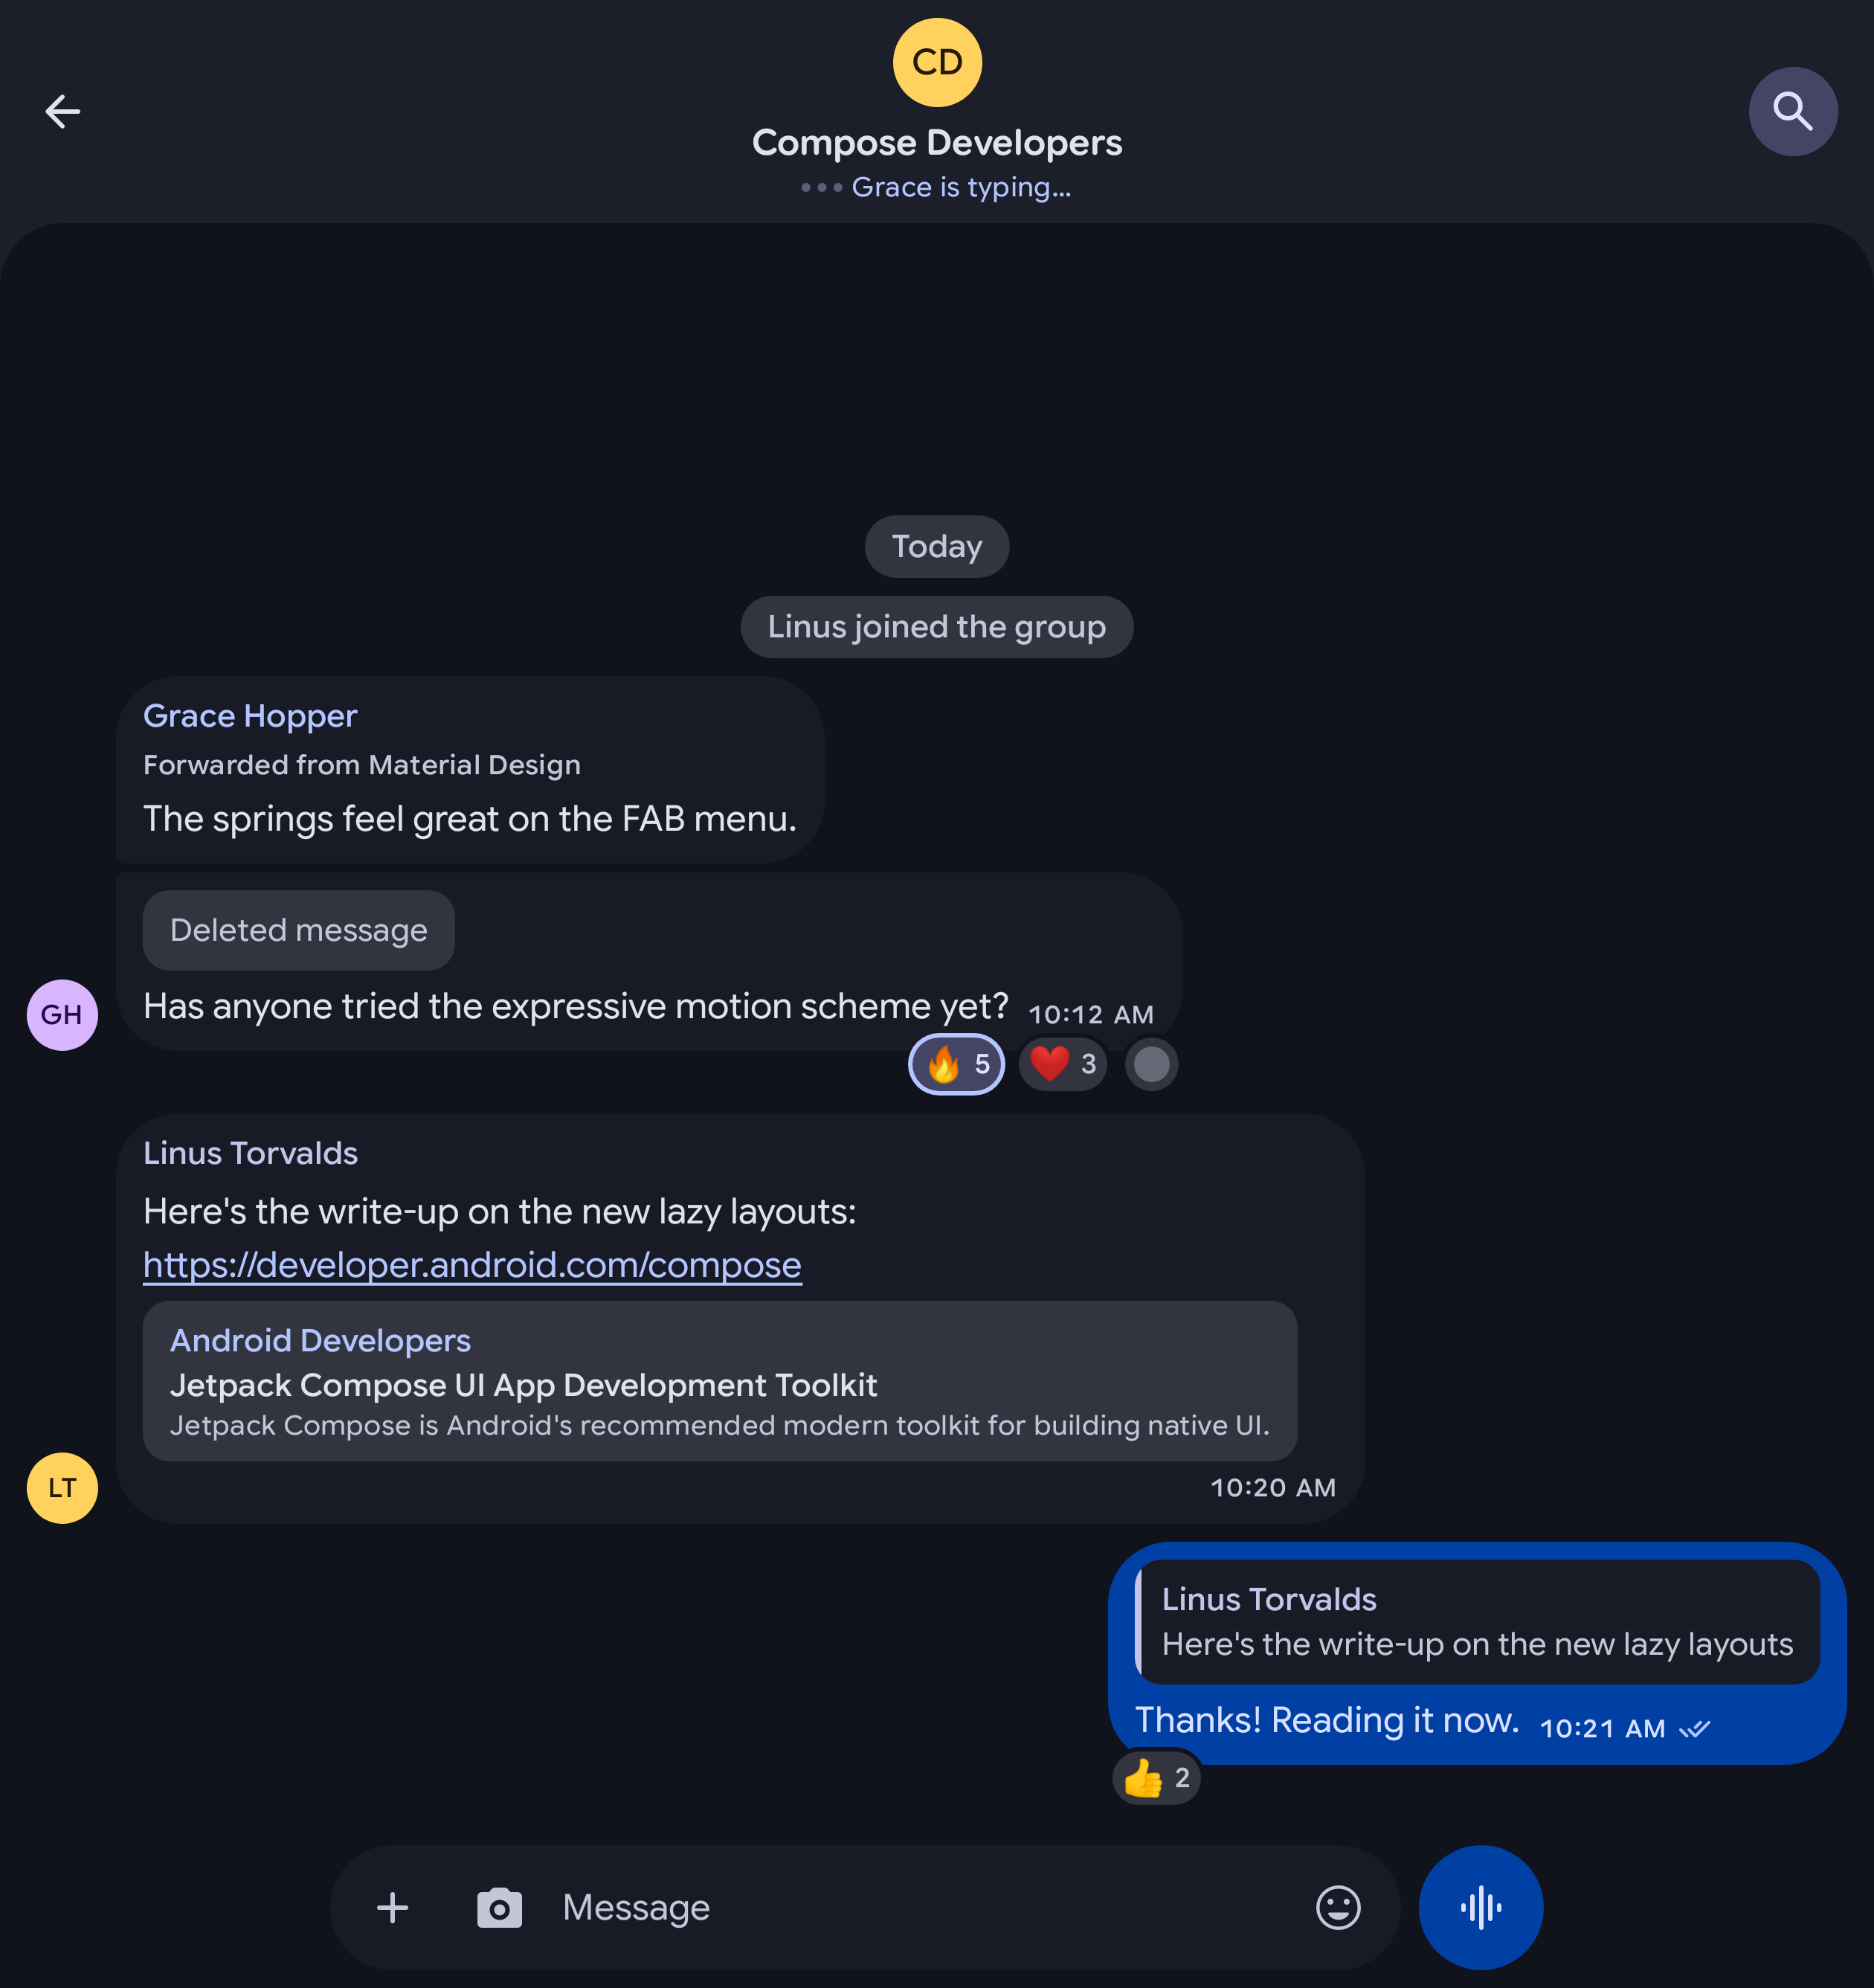 CD
Compose Developers
Grace is typing...
Today
Linus joined the group
Grace Hopper
Forwarded from Material Design
The springs feel great on the FAB menu.
Deleted message
Has anyone tried the expressive motion scheme yet? 10:12 AM
GH
5 3
Linus Torvalds
Here's the write-up on the new lazy layouts:
https://developer.android.com/compose
Android Developers
Jetpack Compose UI App Development Toolkit
Jetpack Compose is Android's recommended modern toolkit for building native UI.
LT
10:20 AM
Linus Torvalds
Here's the write-up on the new lazy layouts
Thanks! Reading it now. 10:21 AM
2
Message